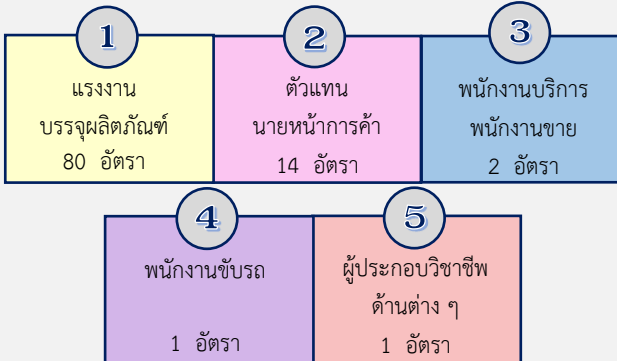 1
แรงงาน
บรรจุผลิตภัณฑ์
80 อัตรา
2
ตัวแทน
นายหน้าการค้า
14 อัตรา
3
พนักงานบริการ
พนักงานขาย
2 อัตรา
4
พนักงานขับรถ
1 อัตรา
5
ผู้ประกอบวิชาชีพ
ด้านต่าง ๆ
1 อัตรา